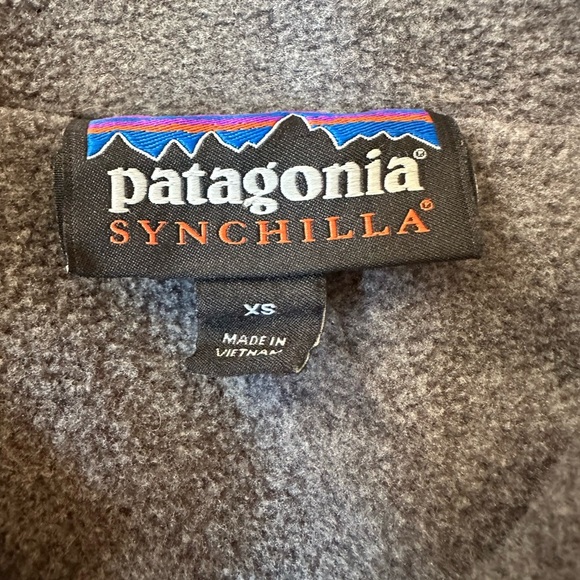 patagonia®
SYNCHILLA®
XS
MADE IN
VIETNAM